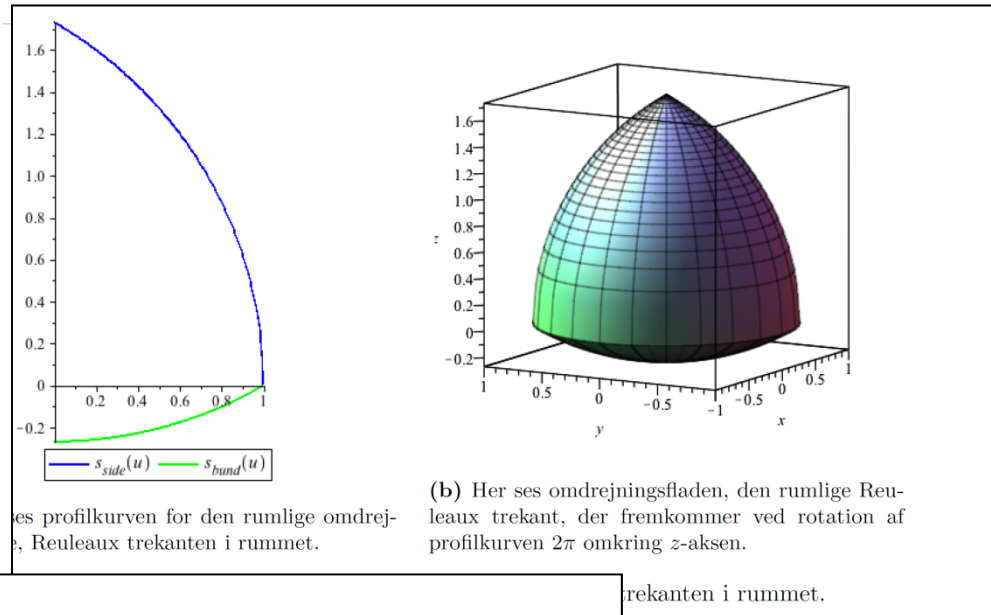 1.6
1.4
1.2
1.0
0.8
0.6
0.4
0.2
0
-0.2
0.2 0.4 0.6 0.8 1
s_side(u) s_bund(u)
1.6
1.4
1.2
1.0
0.8
0.6
0.4
0.2
0
-0.2
1 0.5 0 -0.5 -1
y
-0.5 0 0.5 1
x
es profilkurven for den rumlige omdrej-
, Reuleaux trekanten i rummet.
(b) Her ses omdrejningsfladen, den rumlige Reu-
leaux trekant, der fremkommer ved rotation af
profilkurven 2π omkring z-aksen.
trekanten i rummet.